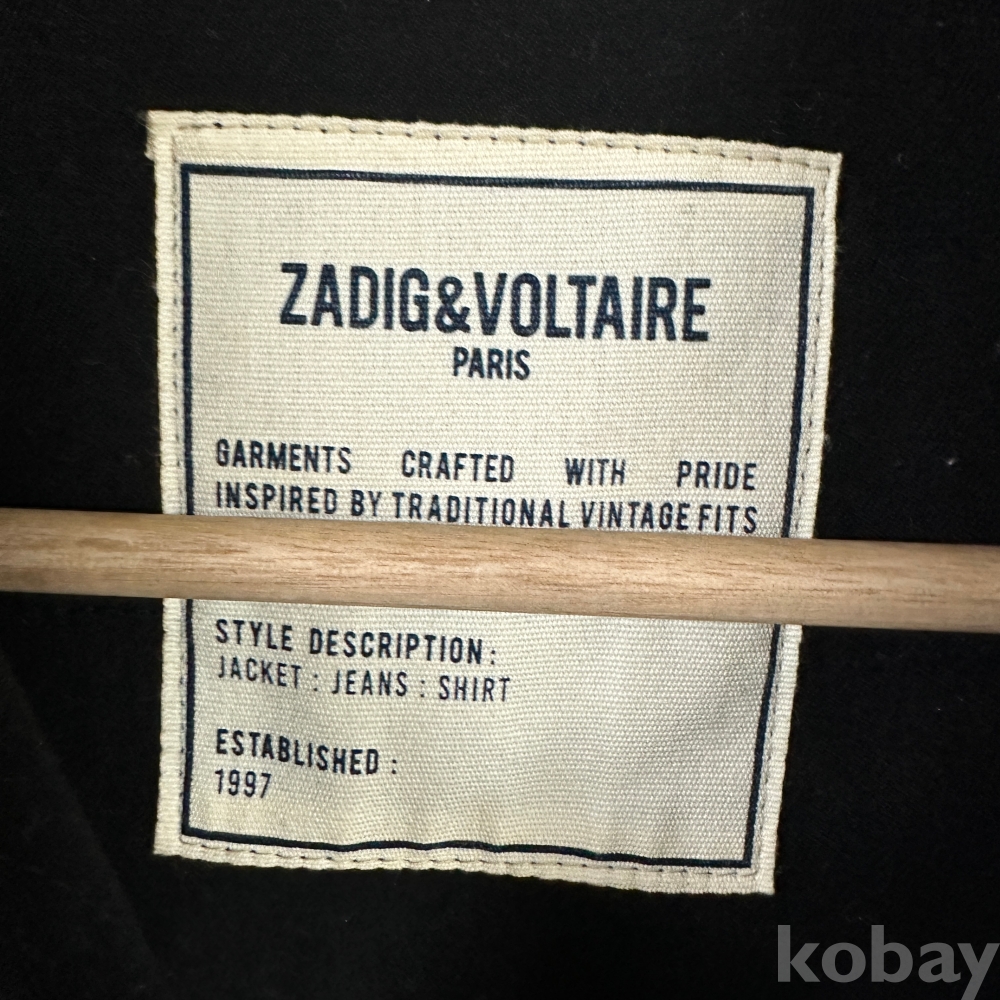 ZADIG&VOLTAIRE
PARIS
GARMENTS CRAFTED WITH PRIDE
INSPIRED BY TRADITIONAL VINTAGE FITS
STYLE DESCRIPTION:
JACKET : JEANS : SHIRT
ESTABLISHED :
1997
kobay